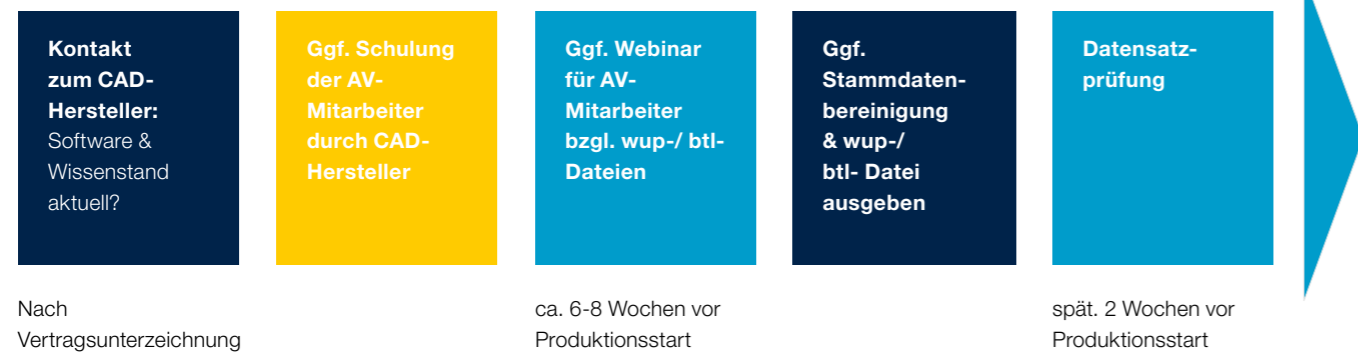 Kontakt
zum CAD-
Hersteller:
Software &
Wissenstand
aktuell?
Ggf. Schulung
der AV-
Mitarbeiter
durch CAD-
Hersteller
Ggf. Webinar
für AV-
Mitarbeiter
bzgl. wup-/ btl-
Dateien
Ggf.
Stammdaten-
bereinigung
& wup-/
btl- Datei
ausgeben
Datensatz-
prüfung
Nach
Vertragsunterzeichnung
ca. 6-8 Wochen vor
Produktionsstart
spät. 2 Wochen vor
Produktionsstart